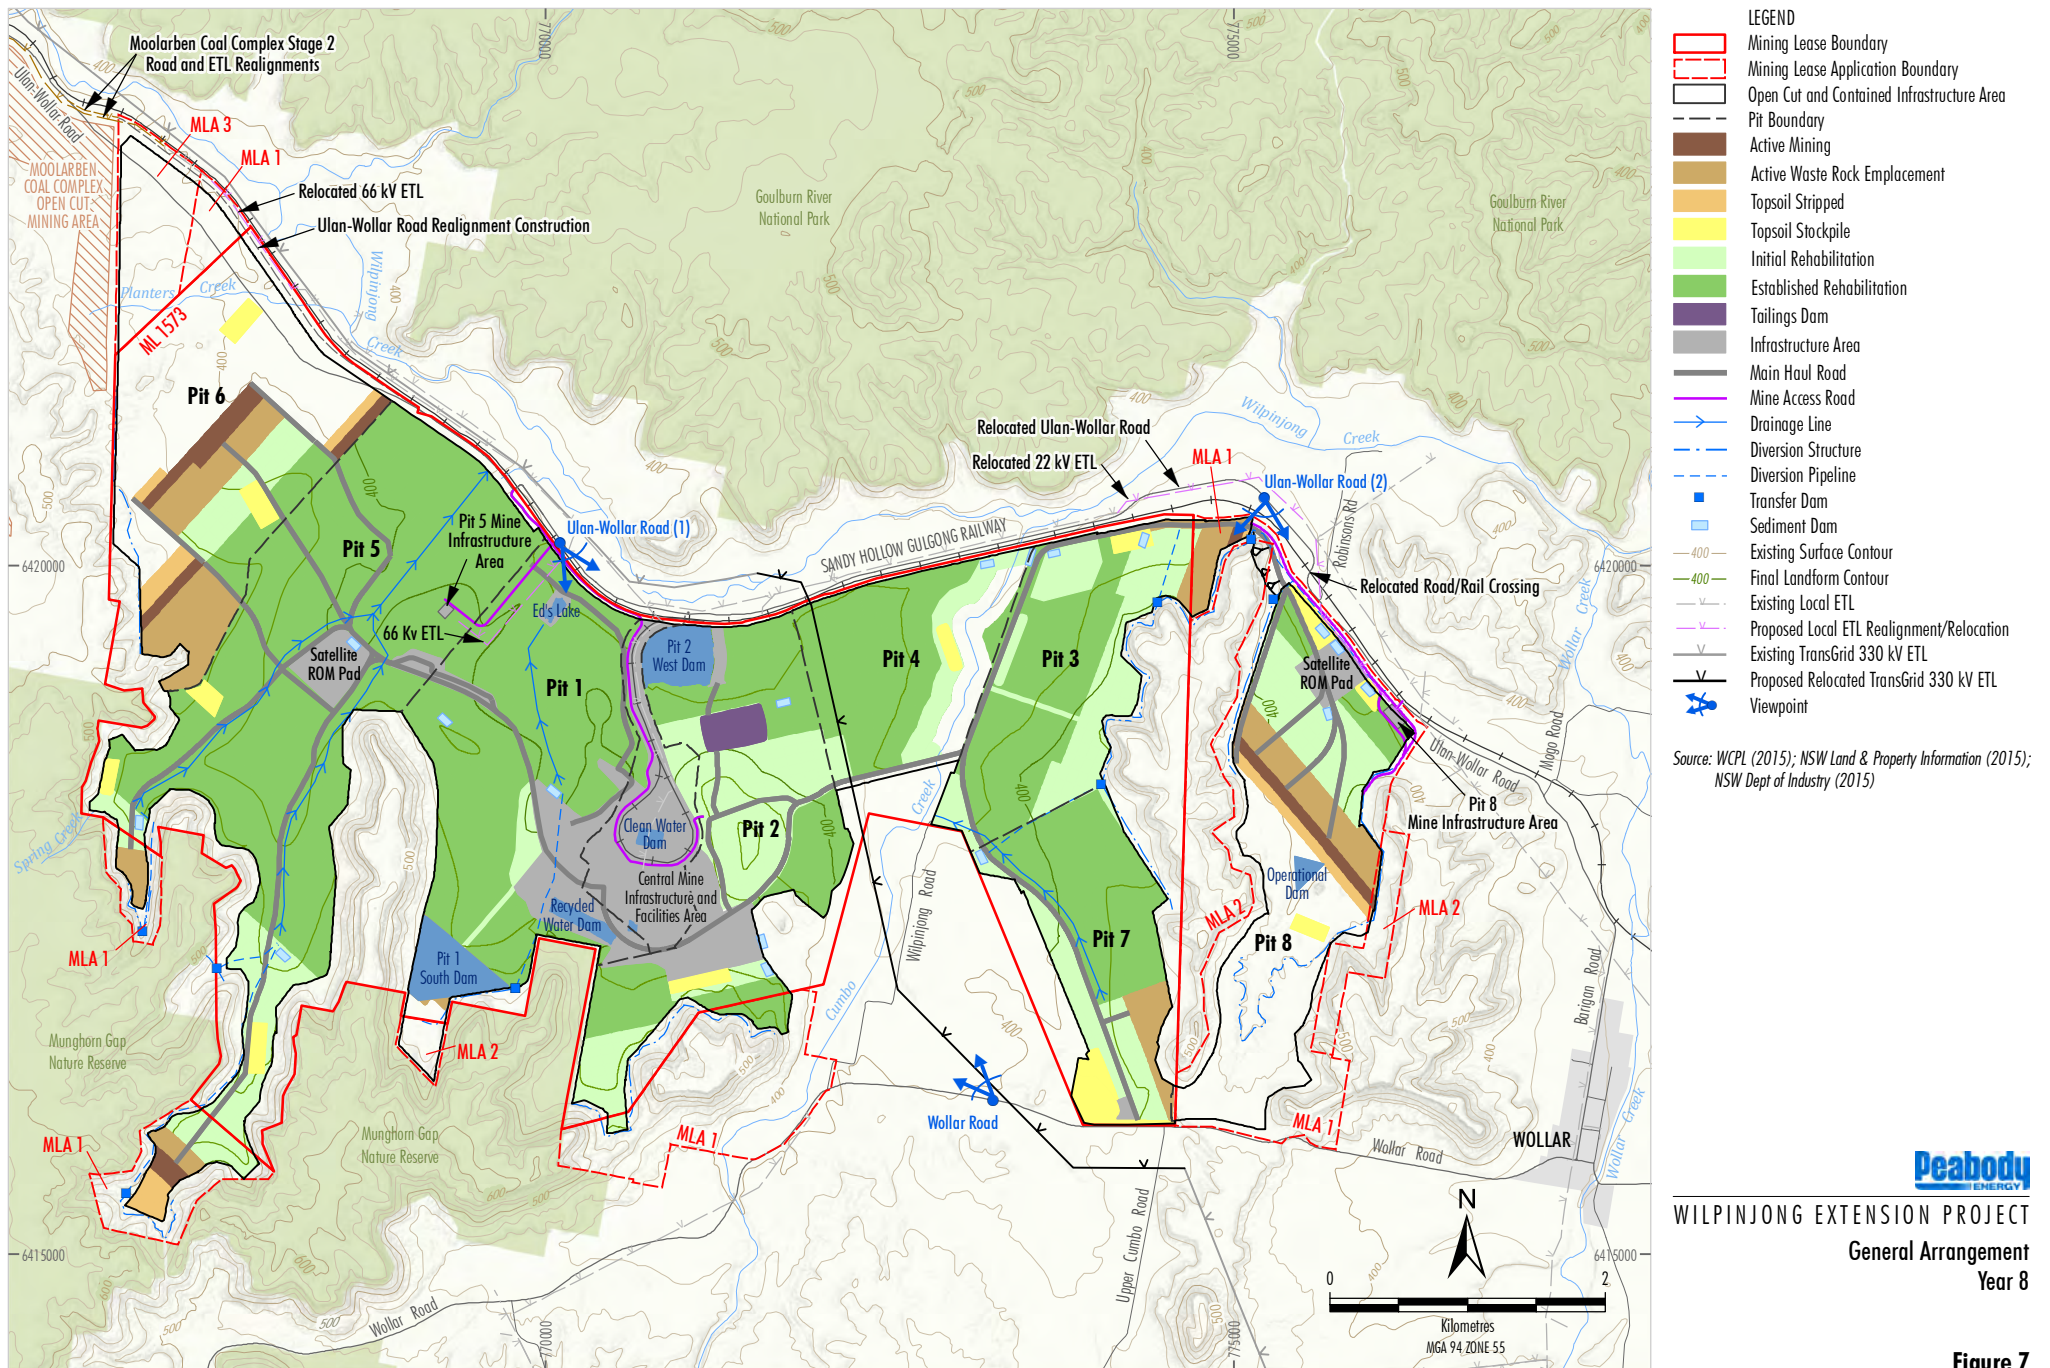 Moolarben Coal Complex Stage 2
Road and ETL Realignments
Ulan-Wollar Road
MLA 3
MLA 1
MOOLARBEN
COAL COMPLEX
OPEN CUT
MINING AREA
Relocated 66 kV ETL
Ulan-Wollar Road Realignment Construction
Planters Creek
Wilpinjong
Creek
ML 1573
770000
775000
Goulburn River
National Park
Goulburn River
National Park
Pit 6
Pit 5
Pit 5 Mine
Infrastructure
Area
66 Kv ETL
Ulan-Wollar Road (1)
Ed's Lake
SANDY HOLLOW GULGONG RAILWAY
Relocated Ulan-Wollar Road
Relocated 22 kV ETL
MLA 1
Wilpinjong Creek
Ulan-Wollar Road (2)
Robinsons Rd
Relocated Road/Rail Crossing
Wollar Creek
6420000
6420000
Satellite
ROM Pad
Pit 1
Pit 2
West Dam
Pit 4
Pit 3
Satellite
ROM Pad
Ulan-Wollar Road
Mogo Road
Pit 8
Mine Infrastructure Area
Spring Creek
Clean Water
Dam
Pit 2
Central Mine
Infrastructure and
Facilities Area
Recycled
Water Dam
Pit 1
South Dam
Creek
Cumbo
Wilpinjong Road
Operational
Dam
MLA 2
MLA 2
Pit 7
Pit 8
Barigan Road
MLA 1
MLA 2
Munghorn Gap
Nature Reserve
Munghorn Gap
Nature Reserve
MLA 1
MLA 1
MLA 1
Wollar Road
Wollar Road
WOLLAR
Wollar Creek
Upper Cumbo Road
Wollar Road
6415000
6415000
770000
775000
N
0 2
Kilometres
MGA 94 ZONE 55
LEGEND
Mining Lease Boundary
Mining Lease Application Boundary
Open Cut and Contained Infrastructure Area
Pit Boundary
Active Mining
Active Waste Rock Emplacement
Topsoil Stripped
Topsoil Stockpile
Initial Rehabilitation
Established Rehabilitation
Tailings Dam
Infrastructure Area
Main Haul Road
Mine Access Road
Drainage Line
Diversion Structure
Diversion Pipeline
Transfer Dam
Sediment Dam
400 Existing Surface Contour
400 Final Landform Contour
Existing Local ETL
Proposed Local ETL Realignment/Relocation
Existing TransGrid 330 kV ETL
Proposed Relocated TransGrid 330 kV ETL
Viewpoint
Source: WCPL (2015); NSW Land & Property Information (2015);
NSW Dept of Industry (2015)
Peabody
ENERGY
WILPINJONG EXTENSION PROJECT
General Arrangement
Year 8
Figure 7